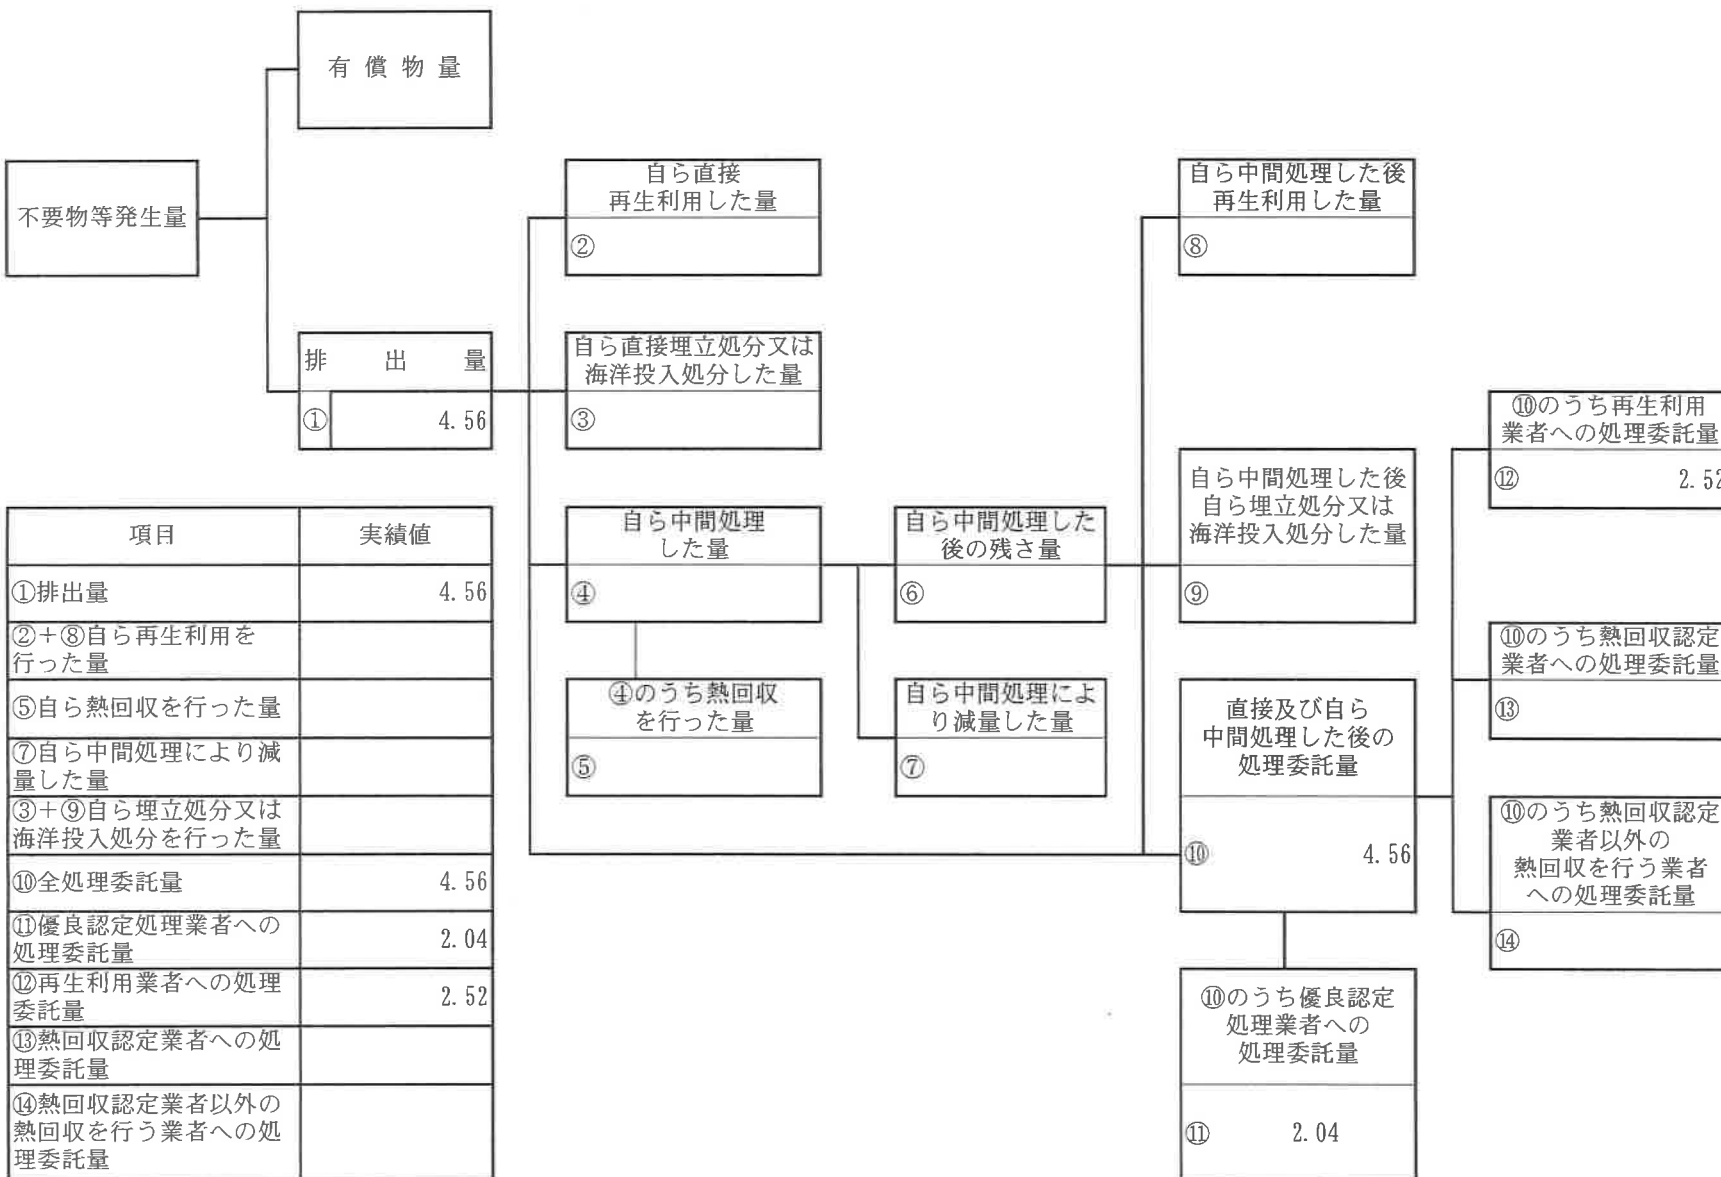 有償物量
不要物等発生量
排出量
① 4.56
自ら直接
再生利用した量
②
自ら直接埋立処分又は
海洋投入処分した量
③
自ら中間処理
した量
④
④のうち熱回収
を行った量
⑤
自ら中間処理した
後の残さ量
⑥
自ら中間処理によ
り減量した量
⑦
自ら中間処理した後
再生利用した量
⑧
自ら中間処理した後
自ら埋立処分又は
海洋投入処分した量
⑨
直接及び自ら
中間処理した後の
処理委託量
⑩ 4.56
⑩のうち優良認定
処理業者への
処理委託量
⑪ 2.04
⑩のうち再生利用
業者への処理委託量
⑫ 2.52
⑩のうち熱回収認定
業者への処理委託量
⑬
⑩のうち熱回収認定
業者以外の
熱回収を行う業者
への処理委託量
⑭
項目 実績値
①排出量 4.56
②+⑧自ら再生利用を
行った量
⑤自ら熱回収を行った量
⑦自ら中間処理により減
量した量
③+⑨自ら埋立処分又は
海洋投入処分を行った量
⑩全処理委託量 4.56
⑪優良認定処理業者への
処理委託量 2.04
⑫再生利用業者への処理
委託量 2.52
⑬熱回収認定業者への処
理委託量
⑭熱回収認定業者以外の
熱回収を行う業者への処
理委託量